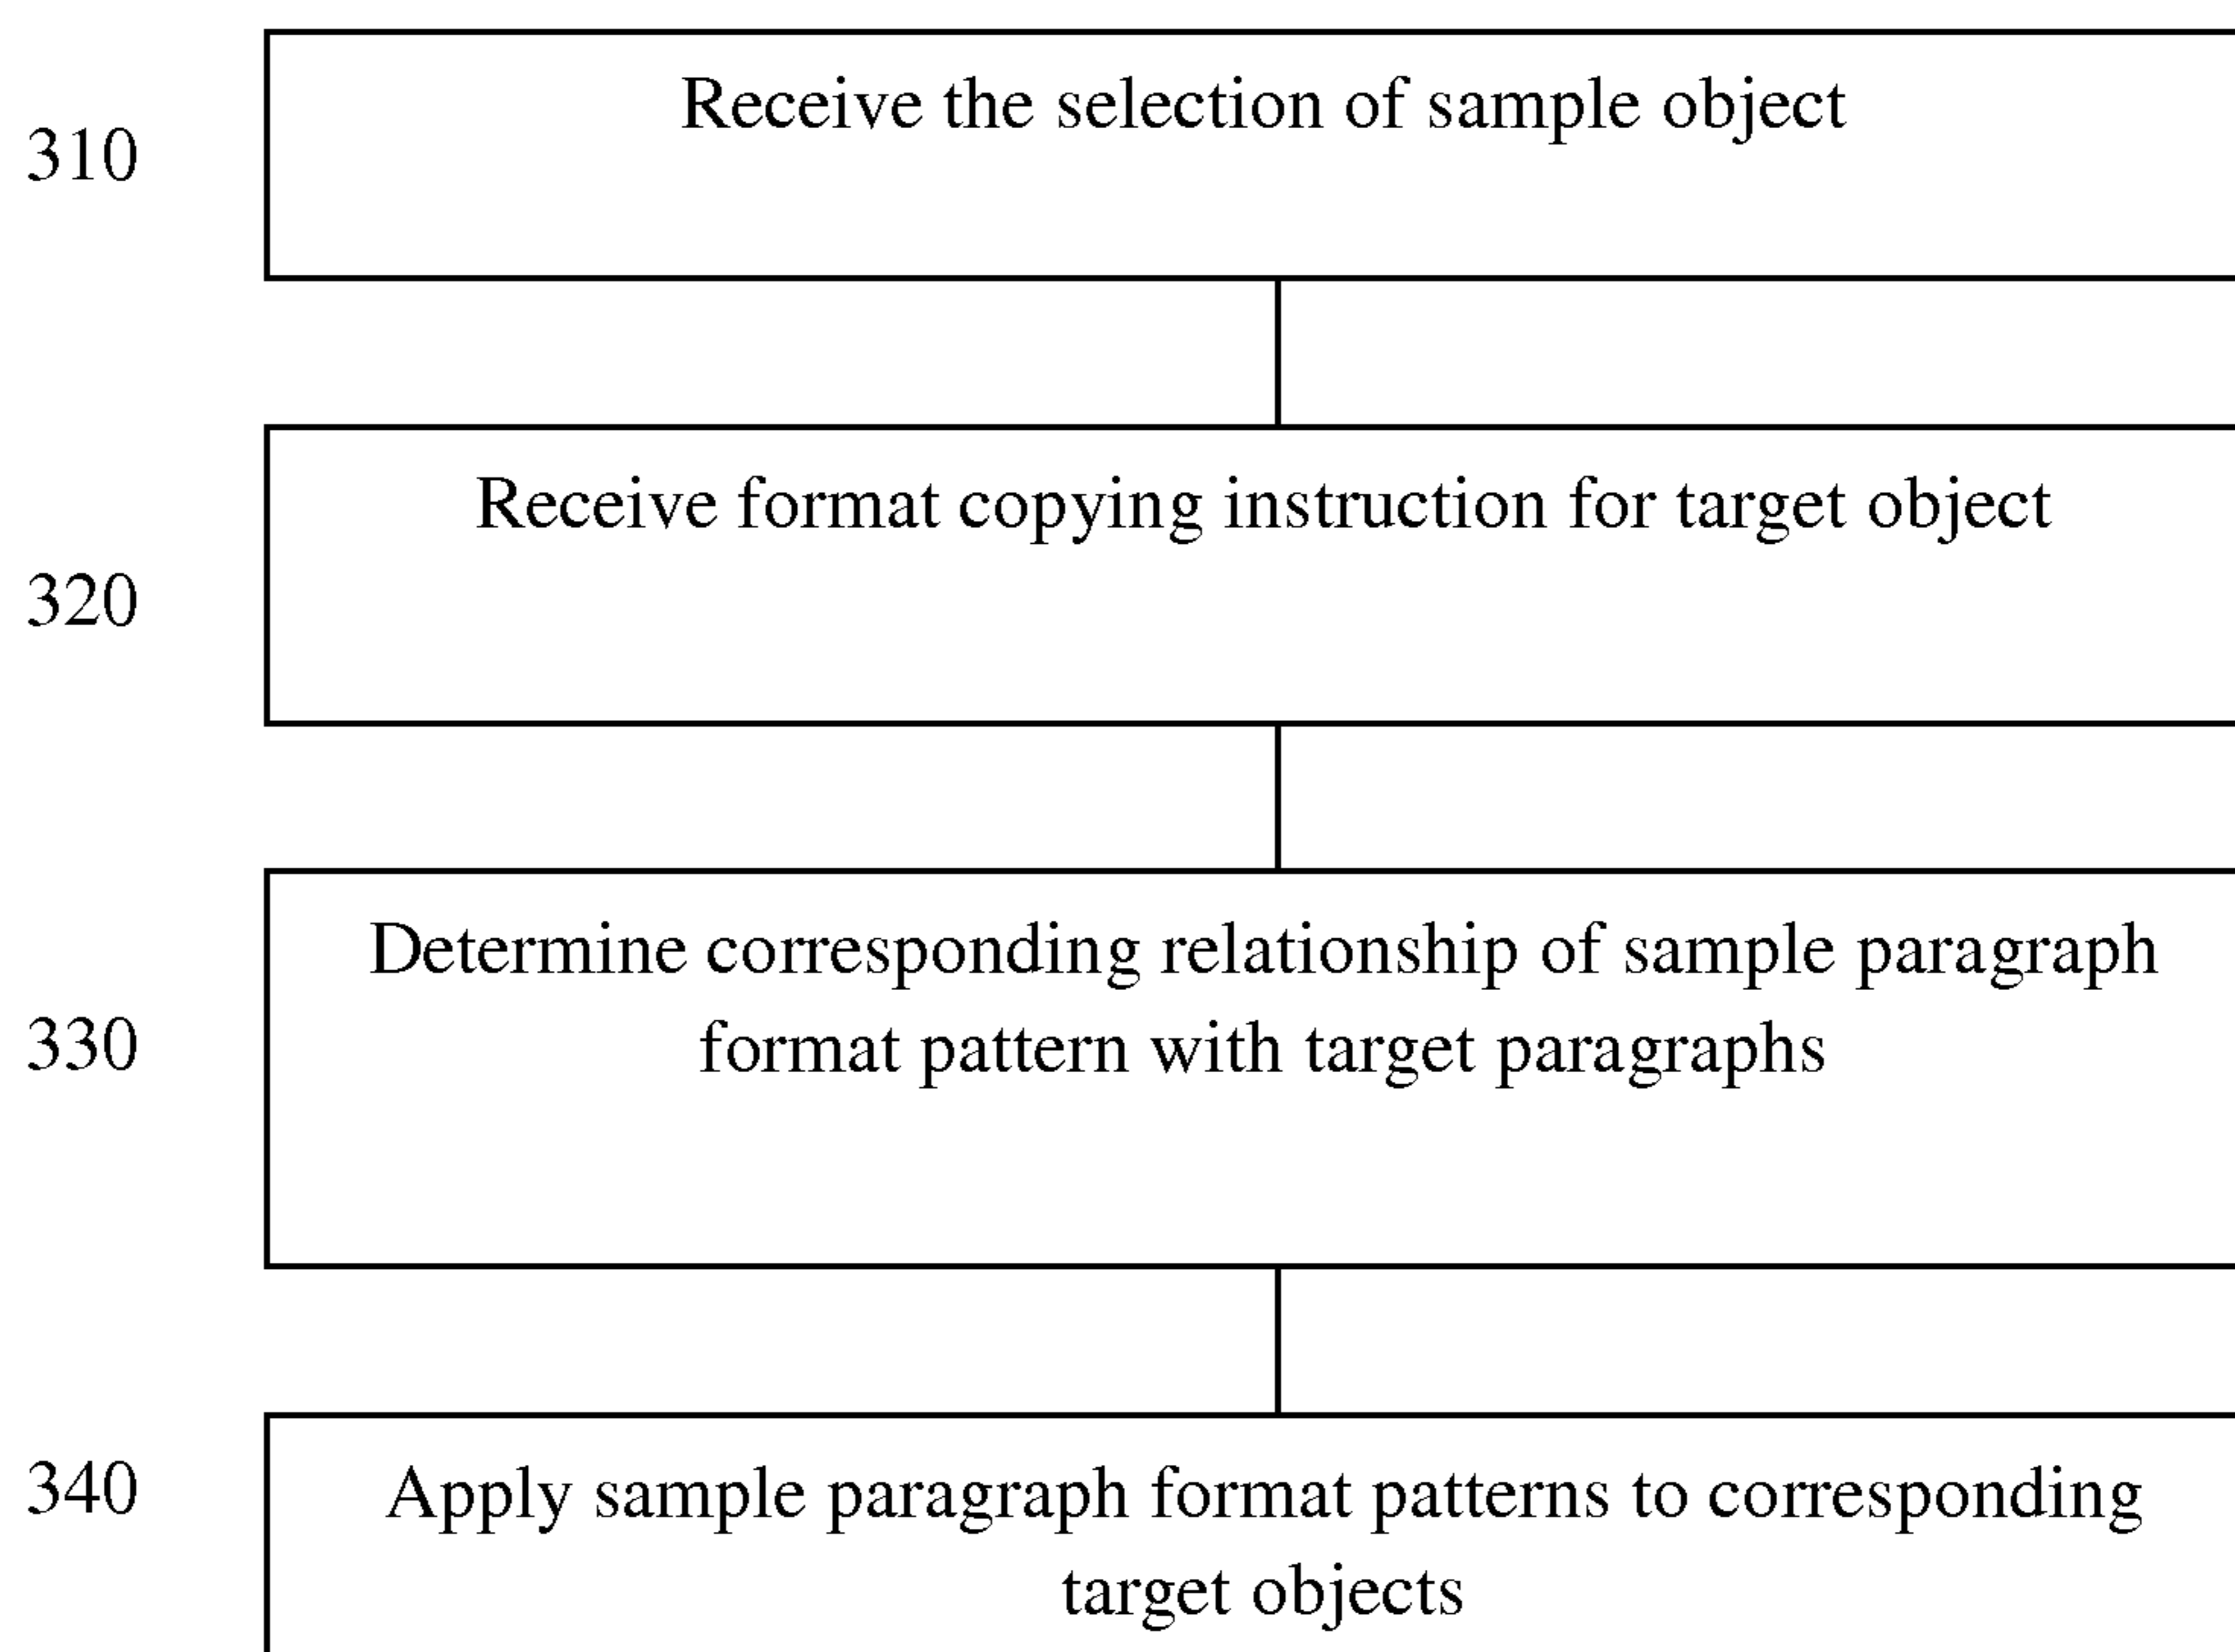 Receive the selection of sample object
310
Receive format copying instruction for target object
320
Determine corresponding relationship of sample paragraph
format pattern with target paragraphs
330
340
Apply sample paragraph format patterns to corresponding
target objects